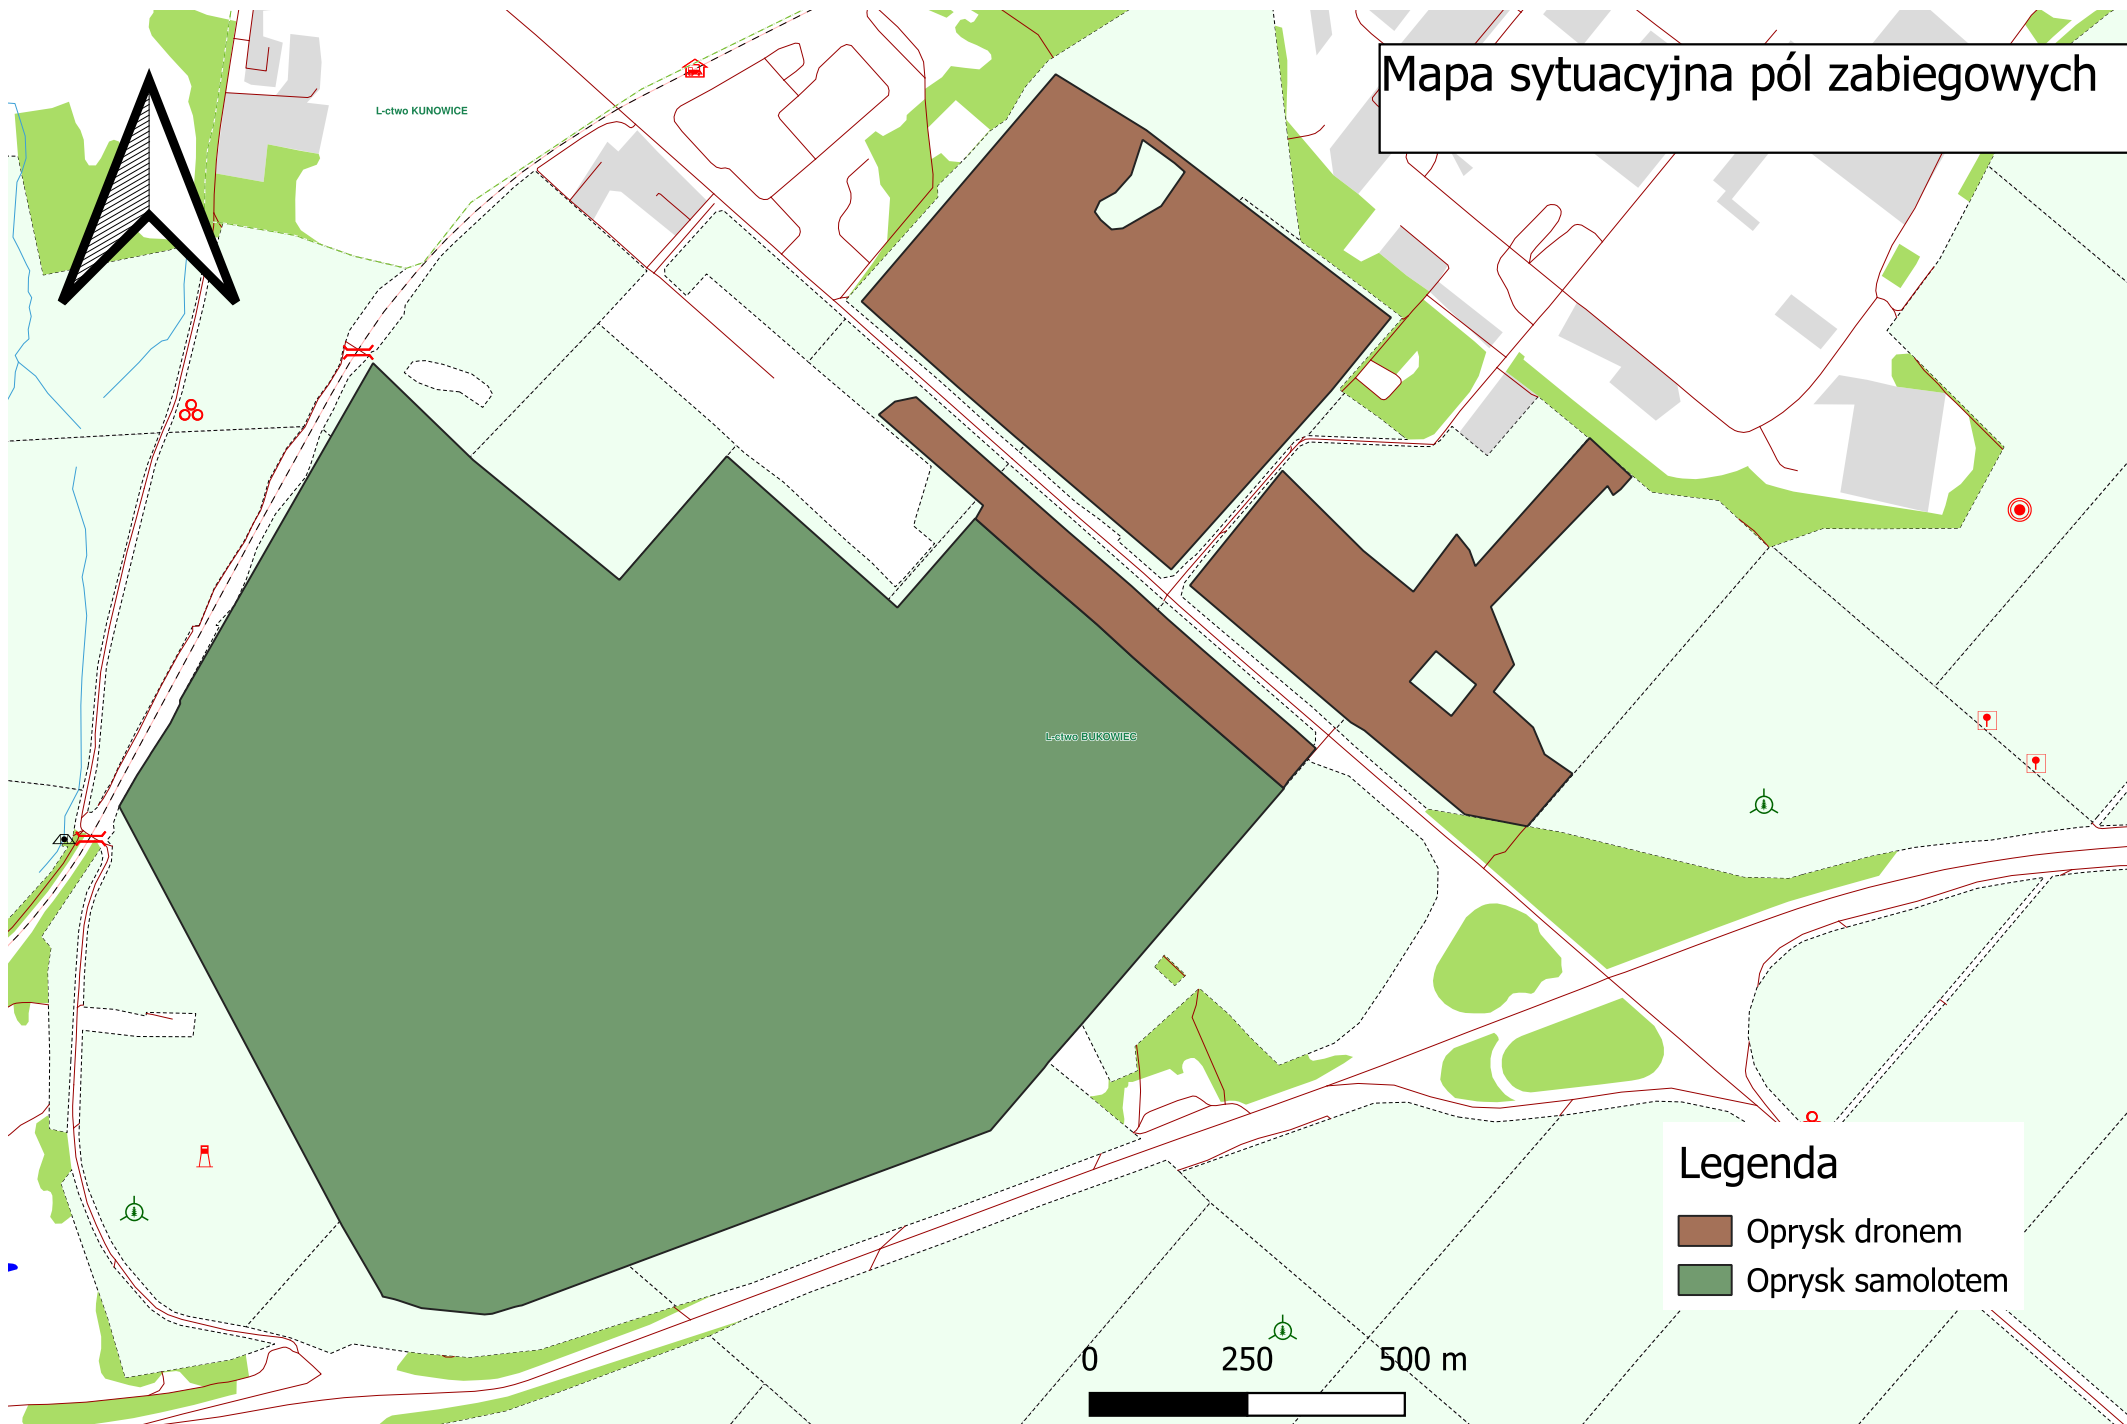 Mapa sytuacyjna pól zabiegowych
L-ctwo KUNOWICE
L-ctwo BUKOWIEC
Legenda
Oprysk dronem
Oprysk samolotem
0 250 500 m